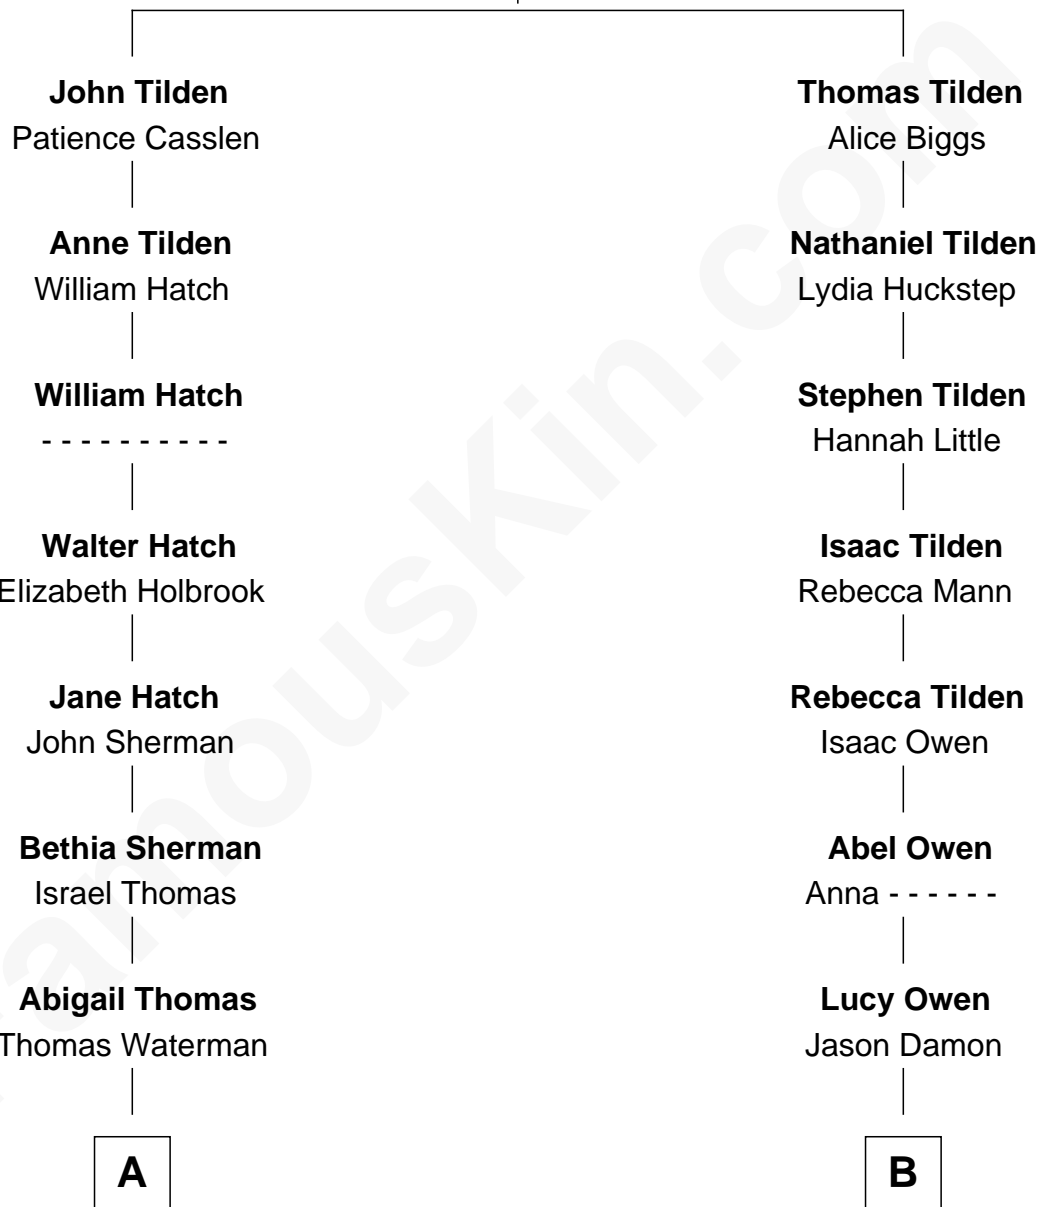 John Tilden
Patience Casslen
Anne Tilden
William Hatch
William Hatch
- - - - - - - - - -
Walter Hatch
Elizabeth Holbrook
Jane Hatch
John Sherman
Bethia Sherman
Israel Thomas
Abigail Thomas
Thomas Waterman
A
Thomas Tilden
Alice Biggs
Nathaniel Tilden
Lydia Huckstep
Stephen Tilden
Hannah Little
Isaac Tilden
Rebecca Mann
Rebecca Tilden
Isaac Owen
Abel Owen
Anna - - - - - -
Lucy Owen
Jason Damon
B
FamousKin.com